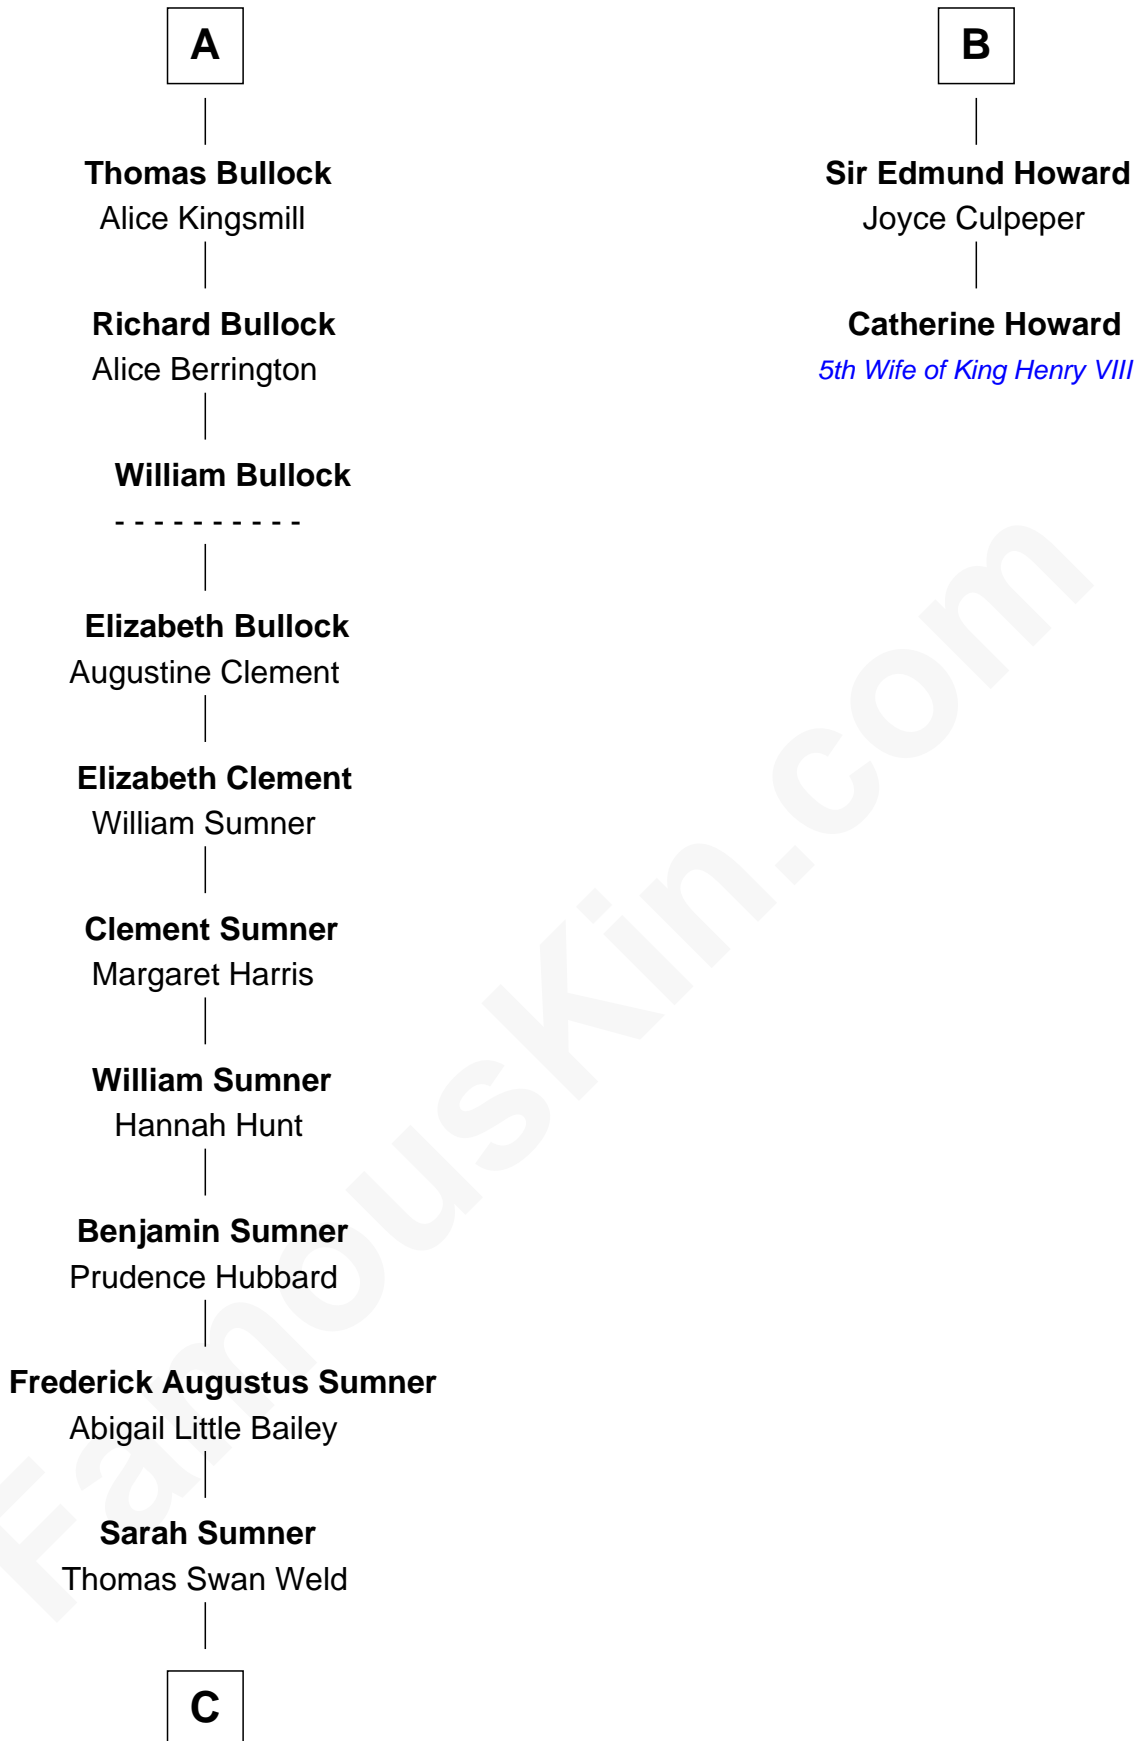 A
Thomas Bullock
Alice Kingsmill
Richard Bullock
Alice Berrington
William Bullock
- - - - - - - - - -
Elizabeth Bullock
Augustine Clement
Elizabeth Clement
William Sumner
Clement Sumner
Margaret Harris
William Sumner
Hannah Hunt
Benjamin Sumner
Prudence Hubbard
Frederick Augustus Sumner
Abigail Little Bailey
Sarah Sumner
Thomas Swan Weld
C
B
Sir Edmund Howard
Joyce Culpeper
Catherine Howard
5th Wife of King Henry VIII
FamousKin.com